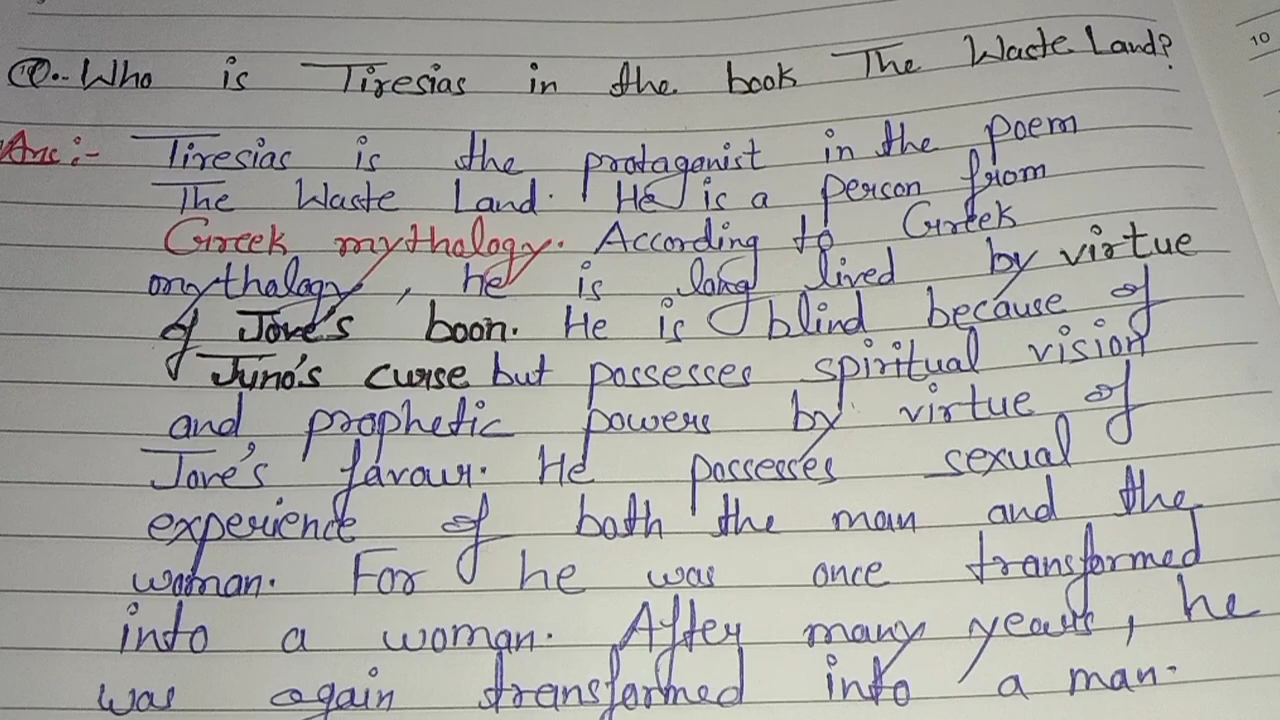 Q.. Who is Tiresias in the book The Waste Land?
10
Ans:- Tiresias is the protagonist in the poem
The Waste Land. He is a person from
Greek mythology. According to Greek
mythology, he is long lived by virtue
of Jove's boon. He is blind because of
Juno's curse but possesses spiritual vision
and prophetic powers by virtue of
Jove's favour. He possesses sexual
experience of both the man and the
woman. For he was once transformed
into a woman. After many years, he
was again transformed into a man.